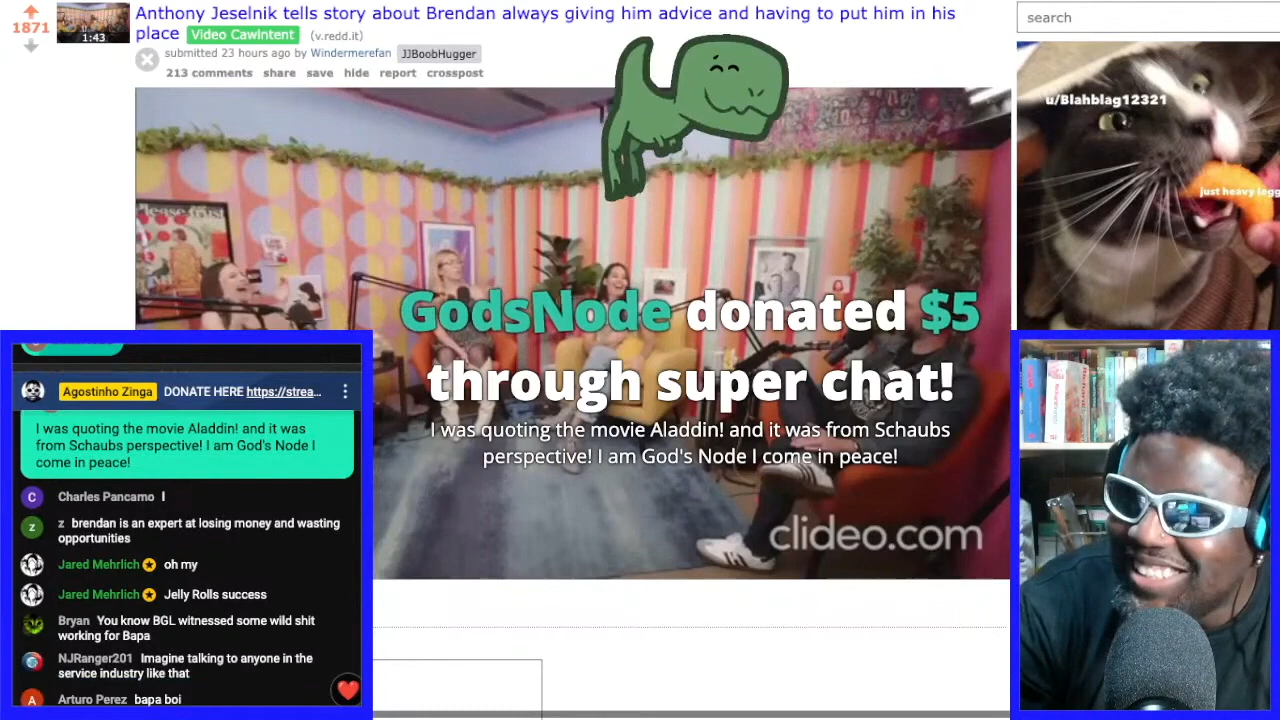 1871
1:43
Anthony Jeselnik tells story about Brendan always giving him advice and having to put him in his
place Video CawIntent (v.redd.it)
submitted 23 hours ago by Windermerefan JJBoobHugger
213 comments share save hide report crosspost
search
u/Blahblag12321
just heavy legg
GodsNode donated $5
through super chat!
I was quoting the movie Aladdin! and it was from Schaubs
perspective! I am God's Node I come in peace!
clideo.com
Agostinho Zinga DONATE HERE https://strea...
I was quoting the movie Aladdin! and it was
from Schaubs perspective! I am God's Node I
come in peace!
C Charles Pancamo I
z z brendan is an expert at losing money and wasting
opportunities
Jared Mehrlich oh my
Jared Mehrlich Jelly Rolls success
Bryan You know BGL witnessed some wild shit
working for Bapa
NJRanger201 Imagine talking to anyone in the
service industry like that
A Arturo Perez bapa boi